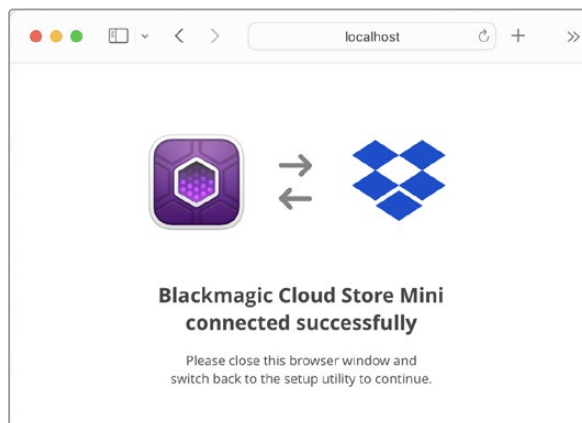 localhost
Blackmagic Cloud Store Mini
connected successfully
Please close this browser window and
switch back to the setup utility to continue.